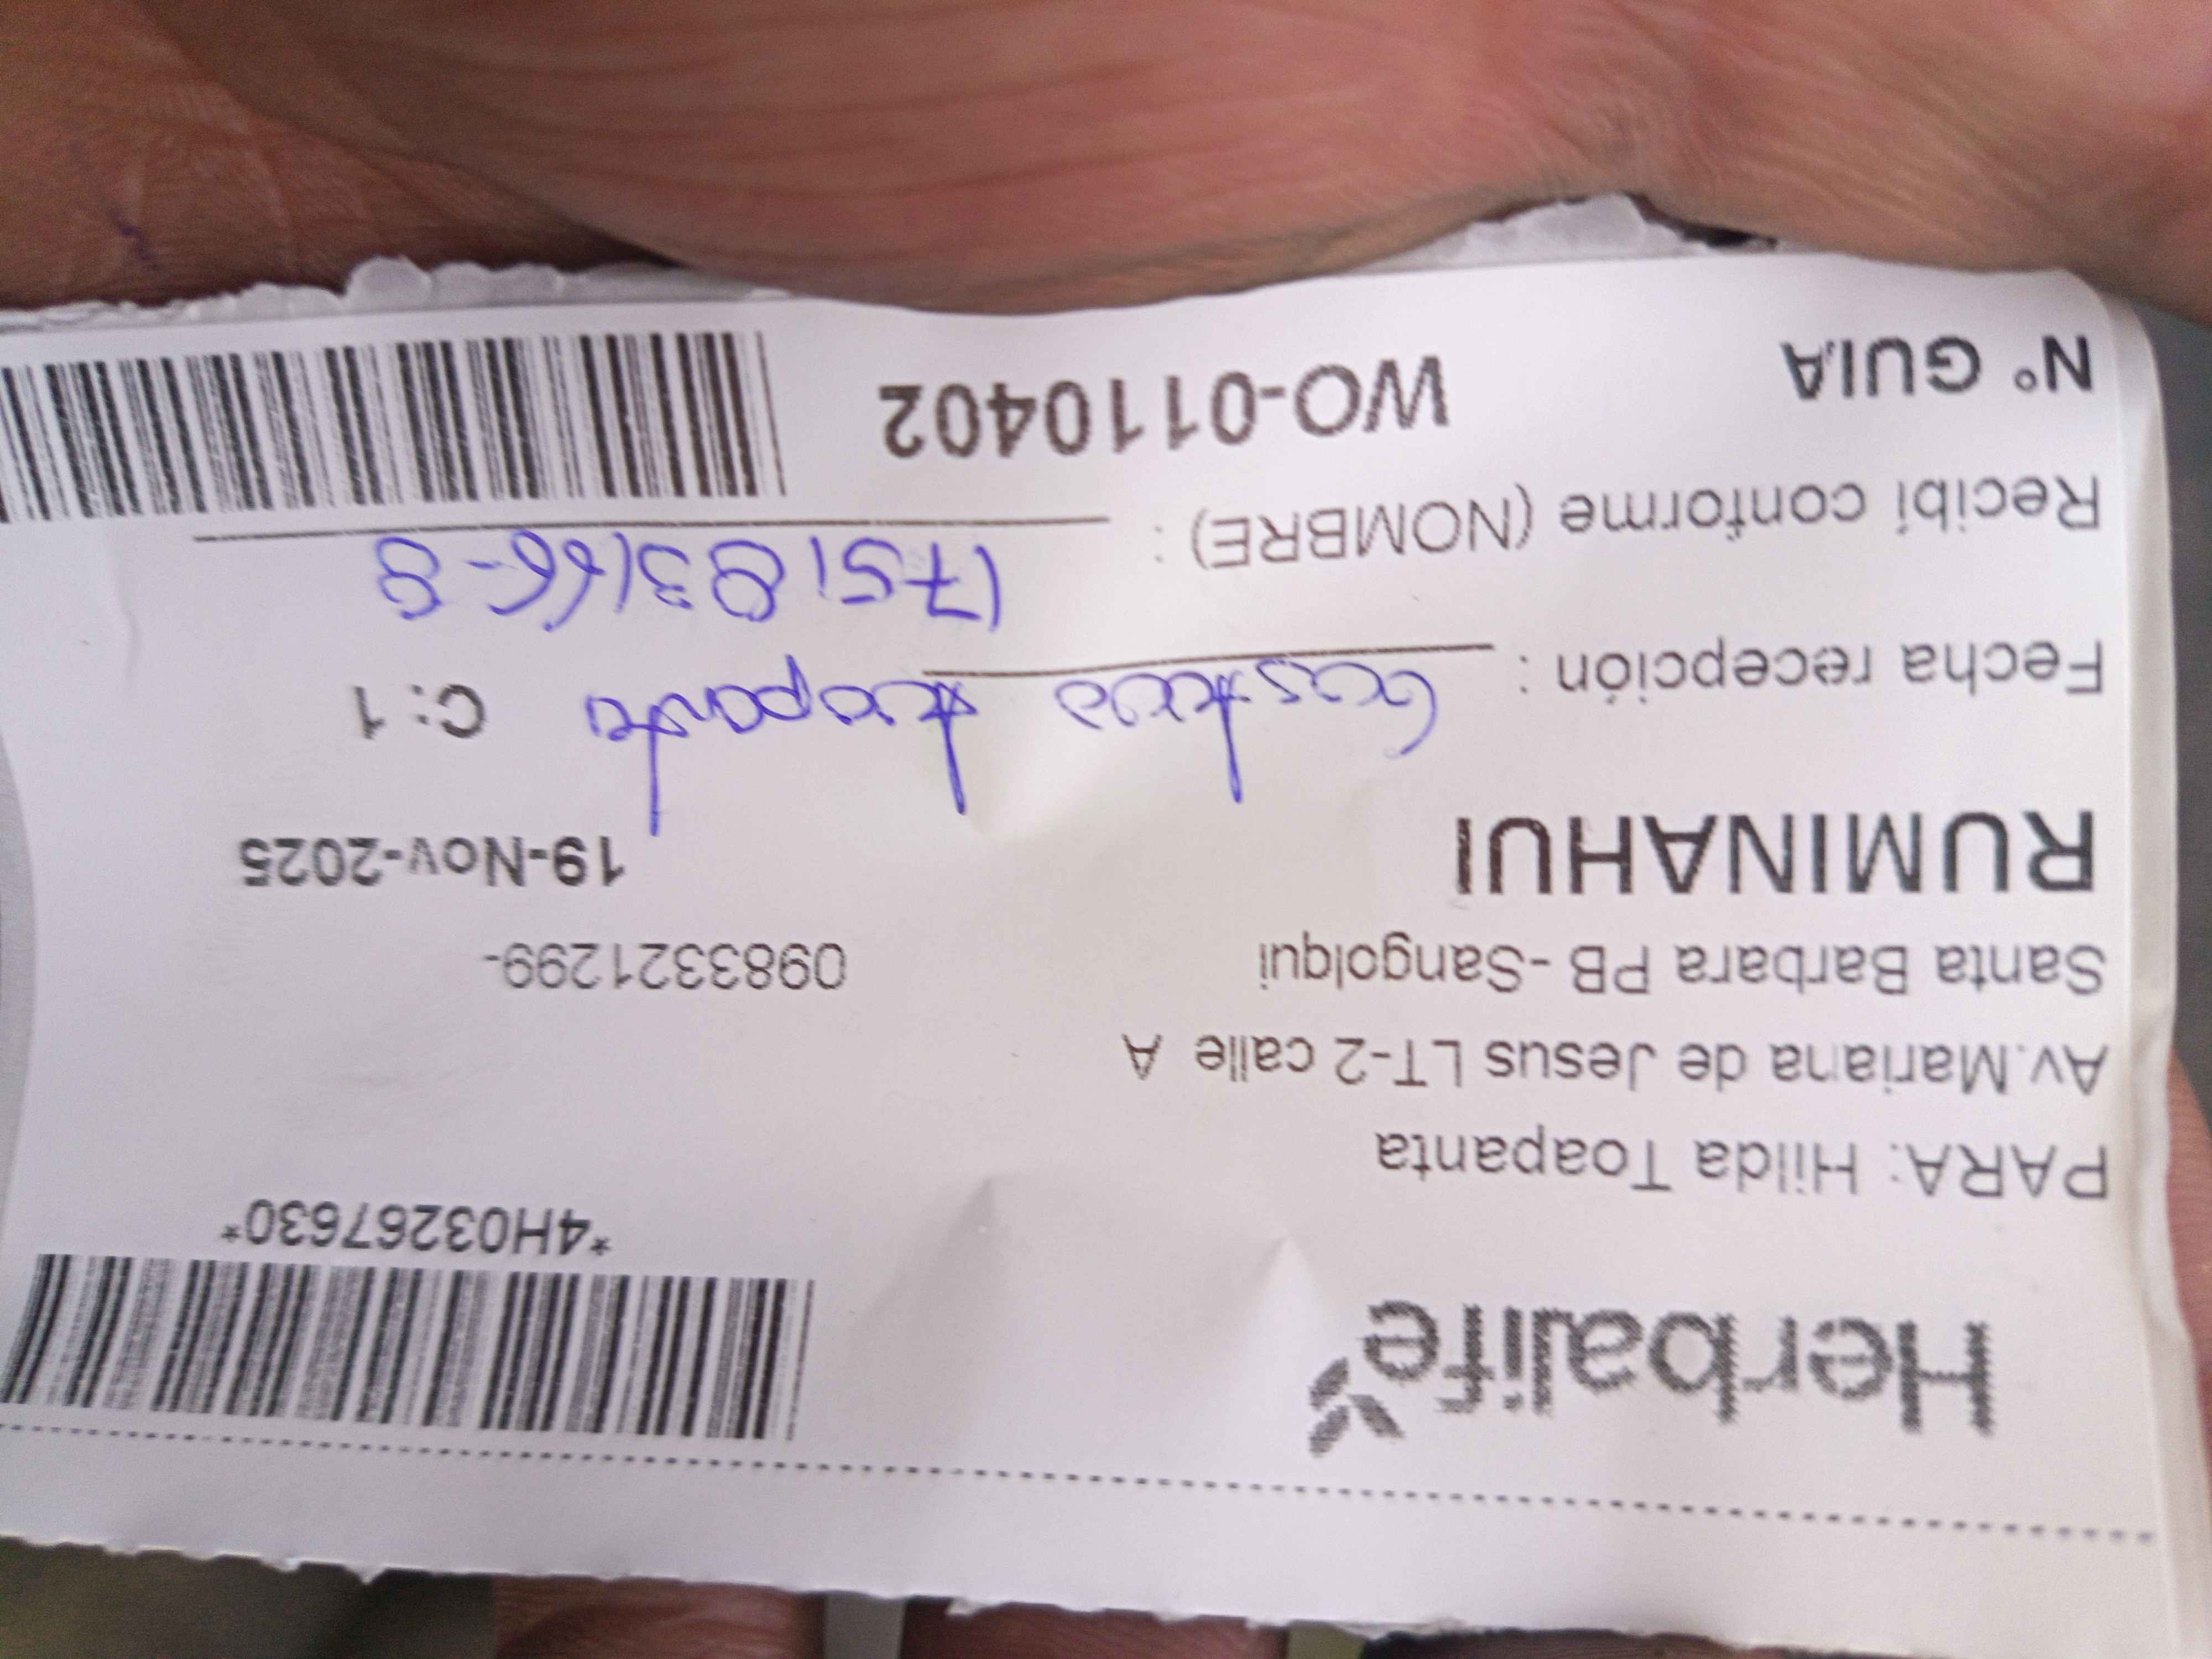 Herbalife
*4H03267630*
PARA: Hilda Toapanta
Av.Mariana de Jesus LT-2 calle A
Santa Barbara PB -Sangolqui 0983321299-
RUMINAHUI 19-Nov-2025
Fecha recepción : toapanta C: 1
Recibí conforme (NOMBRE) :
N° GUIA WO-0110402